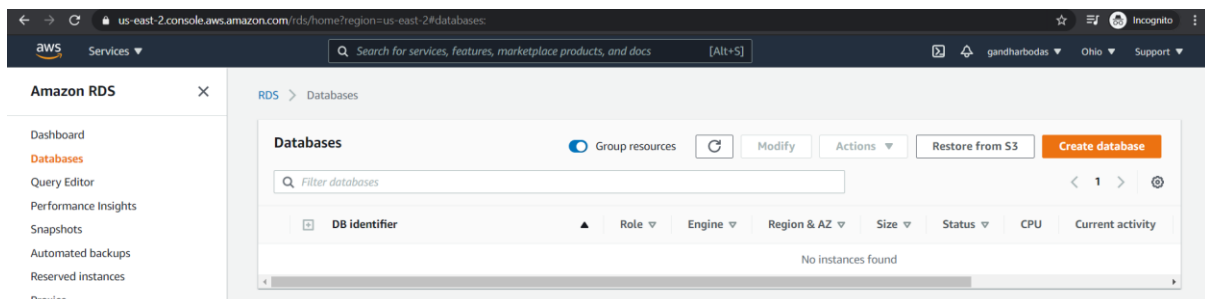 us-east-2.console.aws.amazon.com/rds/home?region=us-east-2#databases:
Incognito
aws
Services
Search for services, features, marketplace products, and docs
[Alt+S]
gandharbodas
Ohio
Support
Amazon RDS
RDS > Databases
Dashboard
Databases
Query Editor
Performance Insights
Snapshots
Automated backups
Reserved instances
Databases
Group resources
Modify
Actions
Restore from S3
Create database
Filter databases
1
DB identifier
Role
Engine
Region & AZ
Size
Status
CPU
Current activity
No instances found